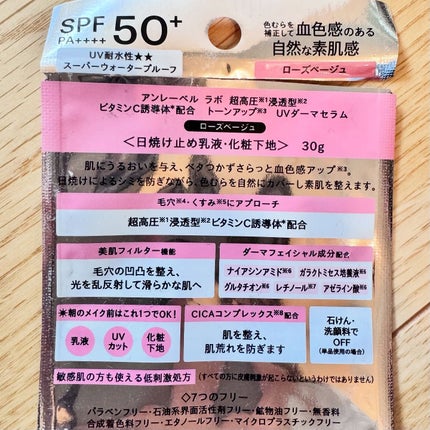 SPF 50+
PA++++
UV耐水性★★
スーパーウォータープルーフ
色むらを補正して 血色感のある
自然な素肌感
ローズベージュ
アンレーベル ラボ 超高圧※1浸透型※2
ビタミンC誘導体*配合 トーンアップ※3 UVダーマセラム
ローズベージュ
＜日焼け止め乳液・化粧下地＞ 30g
肌にうるおいを与え、ベタつかずさらっと血色感アップ※3。
日焼けによるシミを防ぎながら、色むらを自然にカバーし素肌を整えます。
毛穴※4・くすみ※5にアプローチ
超高圧※1浸透型※2ビタミンC誘導体*配合
美肌フィルター機能
毛穴の凹凸を整え、
光を乱反射して滑らかな肌へ
ダーマフェイシャル成分配合
ナイアシンアミド※6 ガラクトミセス培養液※6
グルタチオン※6 レチノール※7 アゼライン酸※6
☀朝のメイク前はこれ1つでOK!
乳液 UVカット 化粧下地
CICAコンプレックス※8配合
肌を整え、
肌荒れを防ぎます
石けん・
洗顔料で
OFF
(単品使用の場合)
敏感肌の方も使える低刺激処方 (すべての方に皮膚刺激が起こらないというわけではありません)
◇7つのフリー
パラベンフリー・石油系界面活性剤フリー・鉱物油フリー・無香料
合成着色料フリー・エタノールフリー・マイクロプラスチックフリー